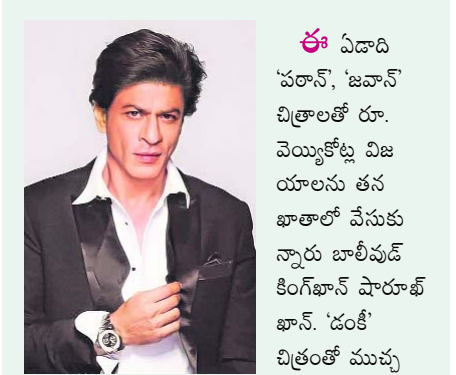 ఈ ఏడాది
‘పఠాన్’, ‘జవాన్’
చిత్రాలతో రూ.
వెయ్యికోట్ల విజ
యాలను తన
ఖాతాలో వేసుకు
న్నారు బాలీవుడ్
కింగ్‌ఖాన్ షారూఖ్
ఖాన్. ‘డంకీ’
చిత్రంతో ముచ్చ